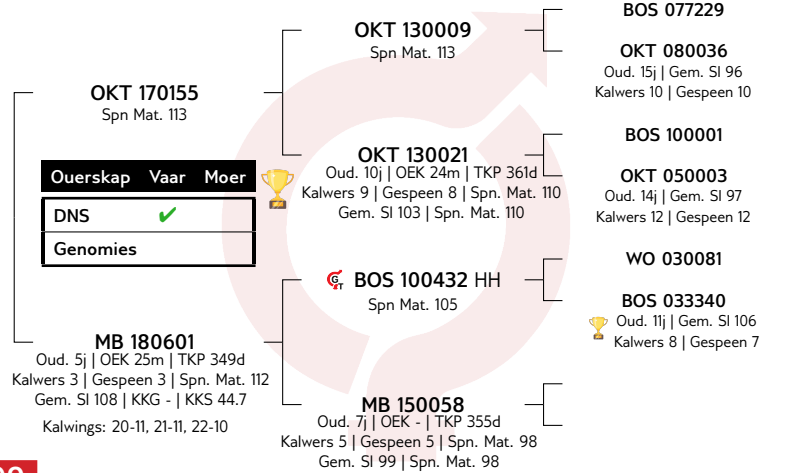 BOS 077229
OKT 130009
Spn Mat. 113
OKT 080036
Oud. 15j | Gem. SI 96
Kalwers 10 | Gespeen 10
OKT 170155
Spn Mat. 113
BOS 100001
OKT 130021
Oud. 10j | OEK 24m | TKP 361d
Kalwers 9 | Gespeen 8 | Spn. Mat. 110
Gem. SI 103 | Spn. Mat. 110
OKT 050003
Oud. 14j | Gem. SI 97
Kalwers 12 | Gespeen 12
Ouerskap Vaar Moer
DNS ✔
Genomies
WO 030081
GT BOS 100432 HH
Spn Mat. 105
BOS 033340
Oud. 11j | Gem. SI 106
Kalwers 8 | Gespeen 7
MB 180601
Oud. 5j | OEK 25m | TKP 349d
Kalwers 3 | Gespeen 3 | Spn. Mat. 112
Gem. SI 108 | KKG - | KKS 44.7
Kalwings: 20-11, 21-11, 22-10
MB 150058
Oud. 7j | OEK - | TKP 355d
Kalwers 5 | Gespeen 5 | Spn. Mat. 98
Gem. SI 99 | Spn. Mat. 98